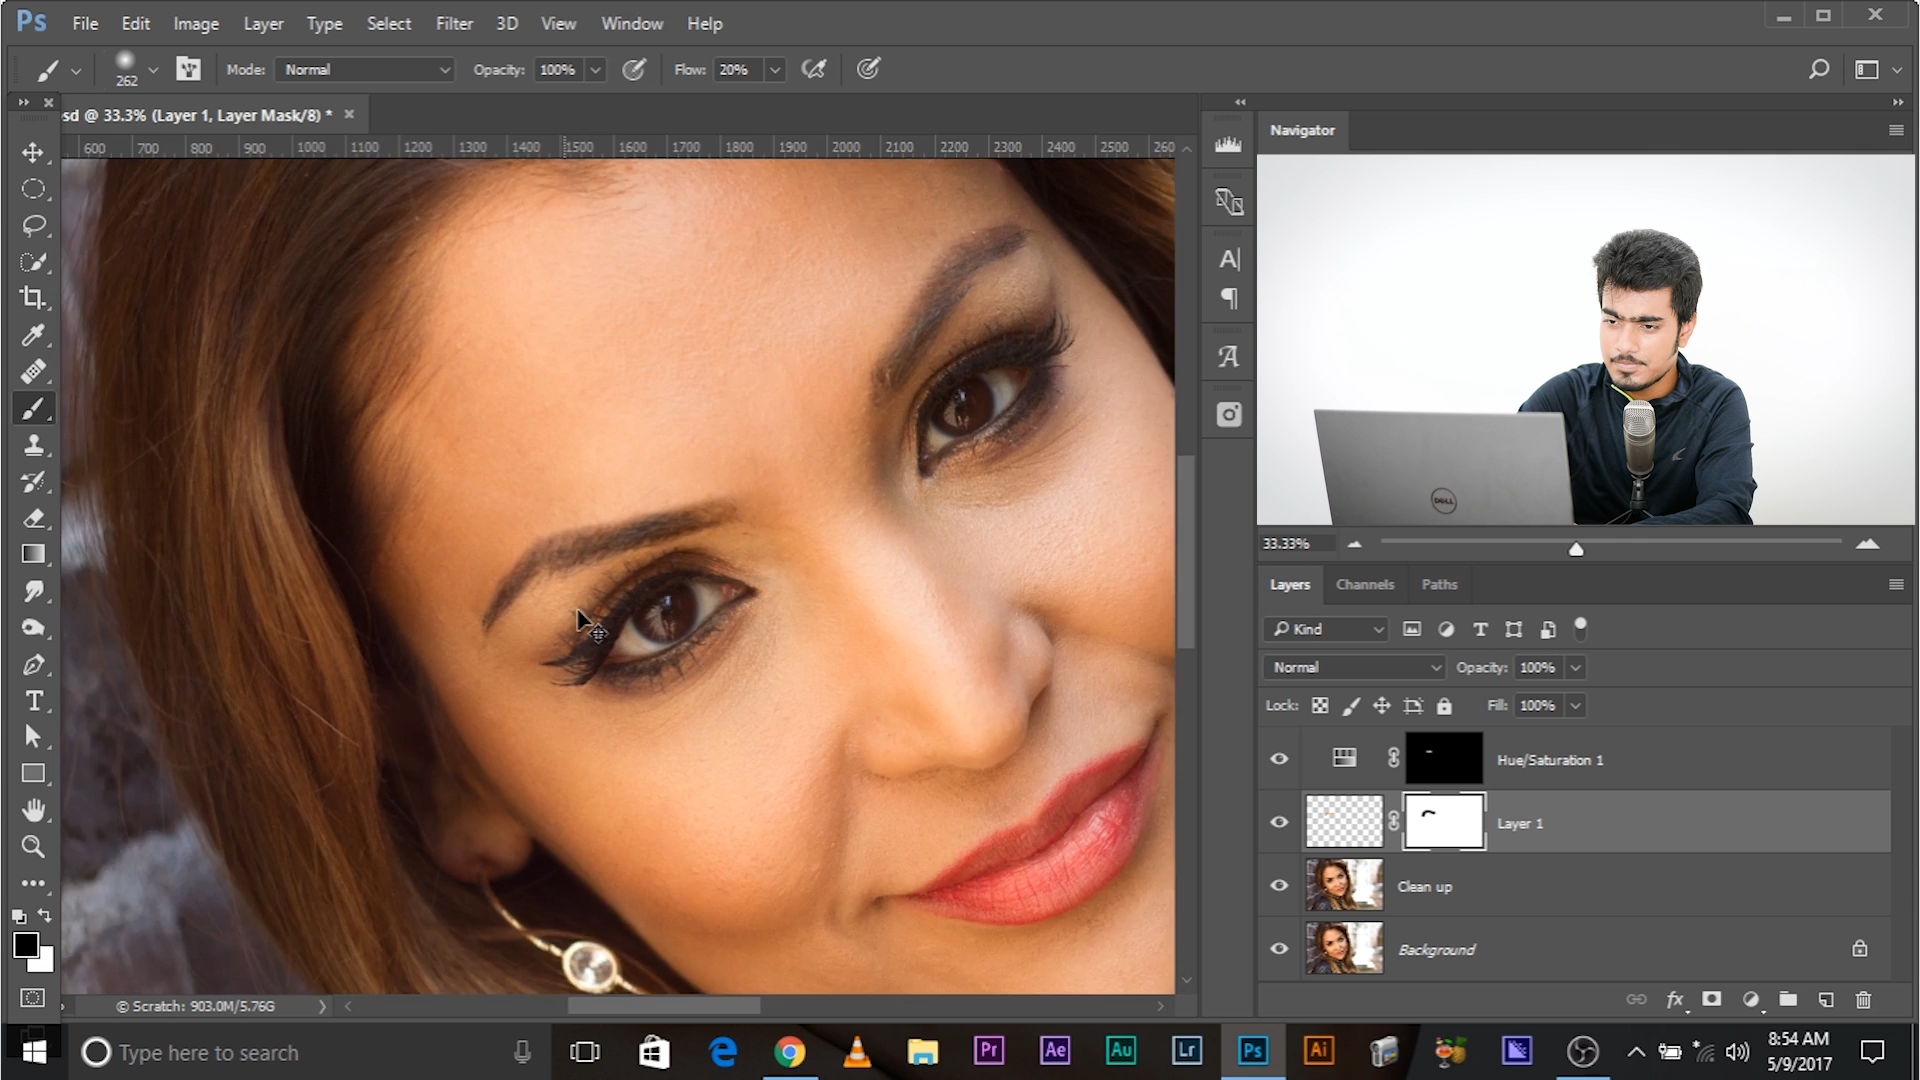 Ps File Edit Image Layer Type Select Filter 3D View Window Help
262 Mode: Normal Opacity: 100% Flow: 20%
sd @ 33.3% (Layer 1, Layer Mask/8) *
600 700 800 900 1000 1100 1200 1300 1400 1500 1600 1700 1800 1900 2000 2100 2200 2300 2400 2500 260
Navigator
DELL
33.33%
Layers Channels Paths
Kind
Normal Opacity: 100%
Lock: Fill: 100%
Hue/Saturation 1
Layer 1
Clean up
Background
© Scratch: 903.0M/5.76G
fx
Type here to search
Pr Ae Au Lr Ps Ai
8:54 AM
5/9/2017